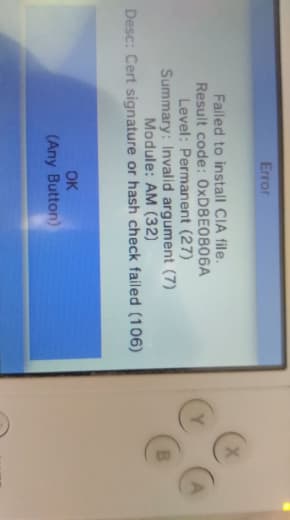 Error
Failed to install CIA file.
Result code: 0xD8E0806A
Level: Permanent (27)
Summary: Invalid argument (7)
Module: AM (32)
Desc: Cert signature or hash check failed (106)
OK
(Any Button)
X
Y
A
B